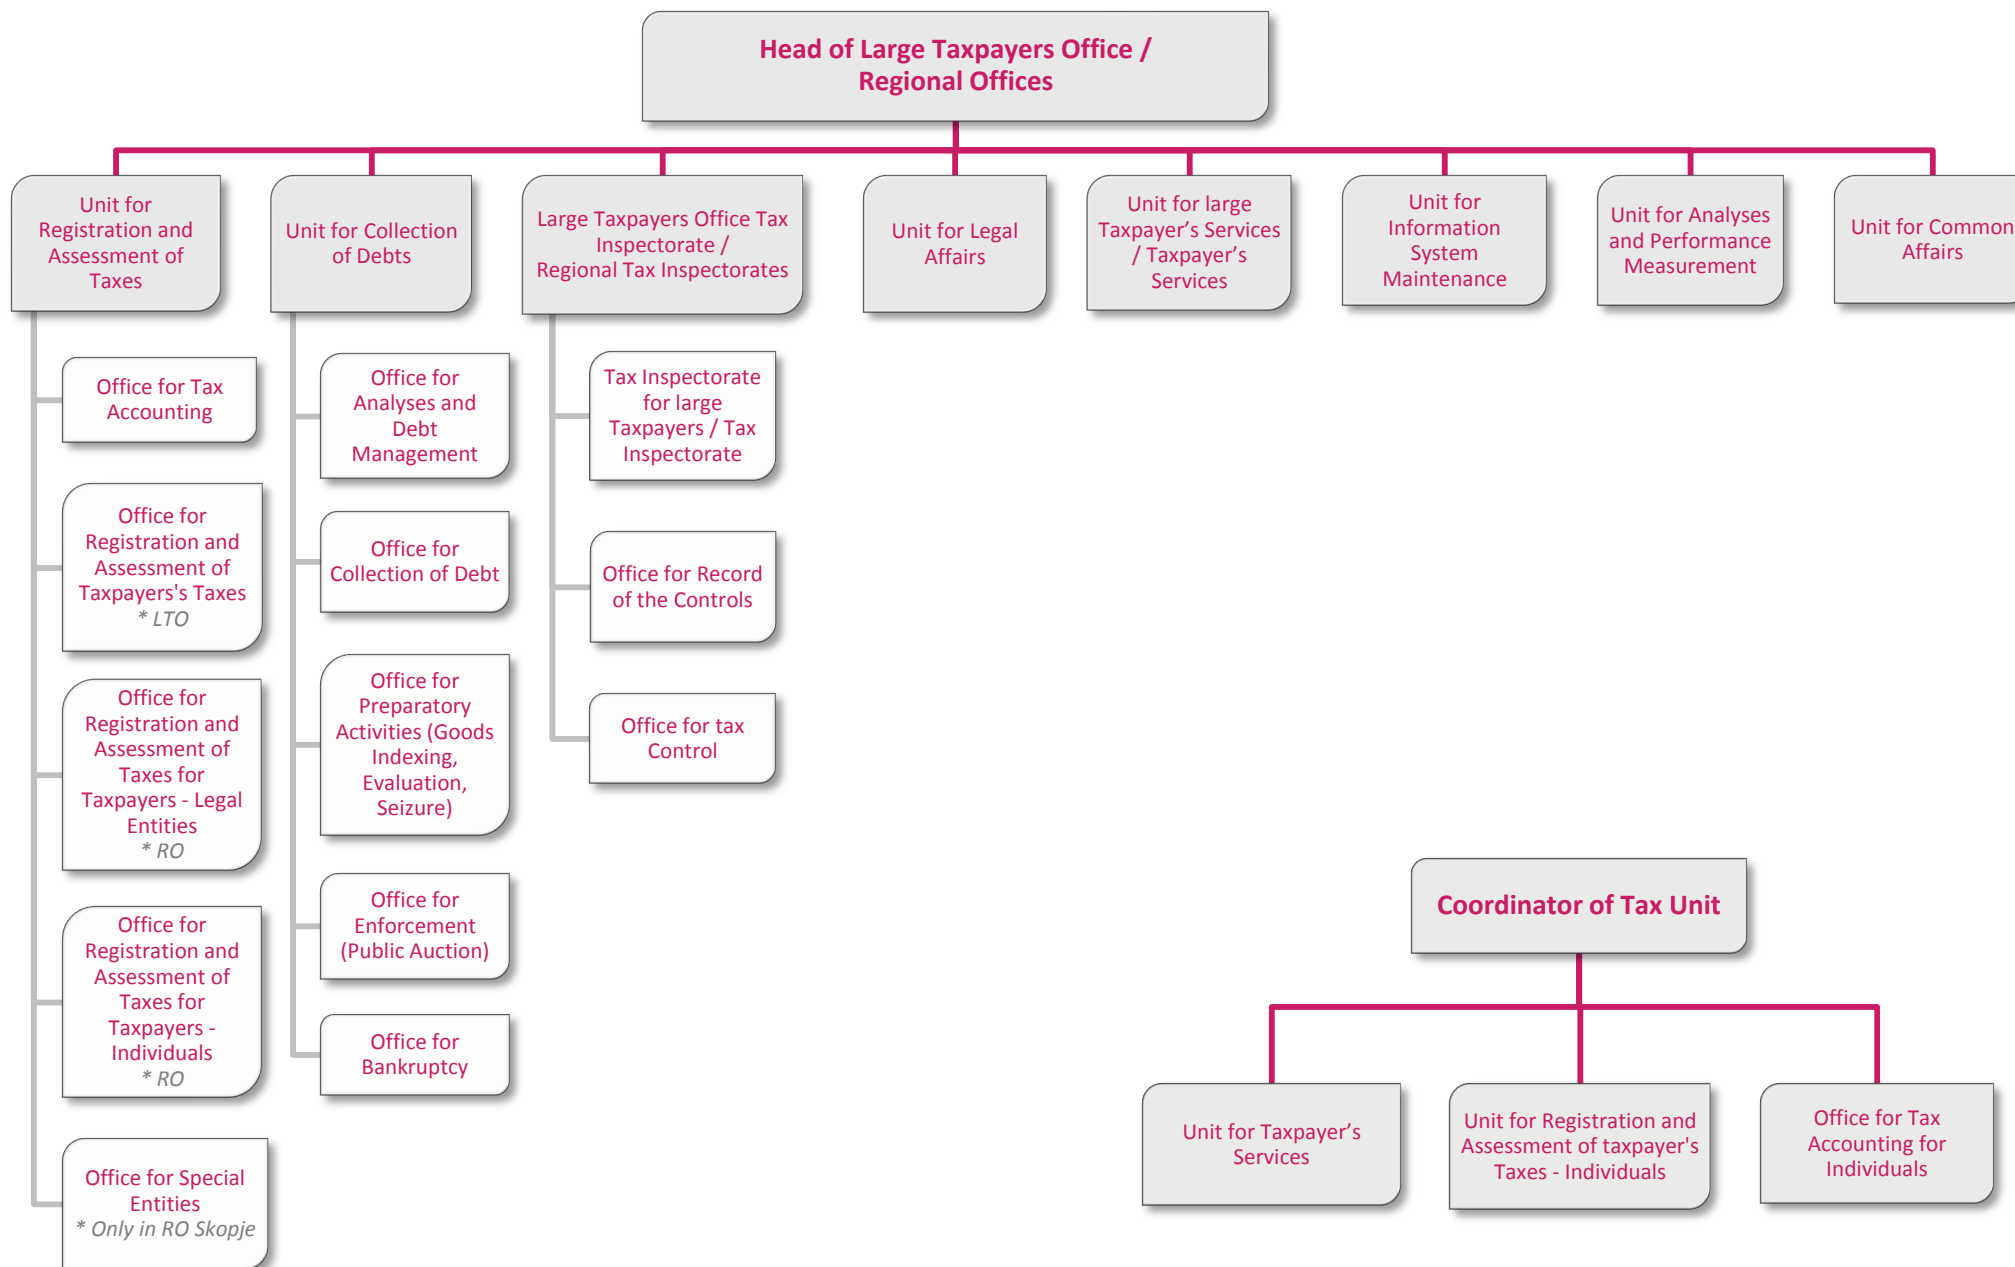 Head of Large Taxpayers Office /
Regional Offices
Unit for
Registration and
Assessment of
Taxes
Unit for Collection
of Debts
Large Taxpayers Office Tax
Inspectorate /
Regional Tax Inspectorates
Unit for Legal
Affairs
Unit for large
Taxpayer’s Services
/ Taxpayer’s
Services
Unit for
Information
System
Maintenance
Unit for Analyses
and Performance
Measurement
Unit for Common
Affairs
Office for Tax
Accounting
Office for
Registration and
Assessment of
Taxpayers's Taxes
* LTO
Office for
Registration and
Assessment of
Taxes for
Taxpayers - Legal
Entities
* RO
Office for
Registration and
Assessment of
Taxes for
Taxpayers -
Individuals
* RO
Office for Special
Entities
* Only in RO Skopje
Office for
Analyses and
Debt
Management
Office for
Collection of Debt
Office for
Preparatory
Activities (Goods
Indexing,
Evaluation,
Seizure)
Office for
Enforcement
(Public Auction)
Office for
Bankruptcy
Tax Inspectorate
for large
Taxpayers / Tax
Inspectorate
Office for Record
of the Controls
Office for tax
Control
Coordinator of Tax Unit
Unit for Taxpayer’s
Services
Unit for Registration and
Assessment of taxpayer's
Taxes - Individuals
Office for Tax
Accounting for
Individuals